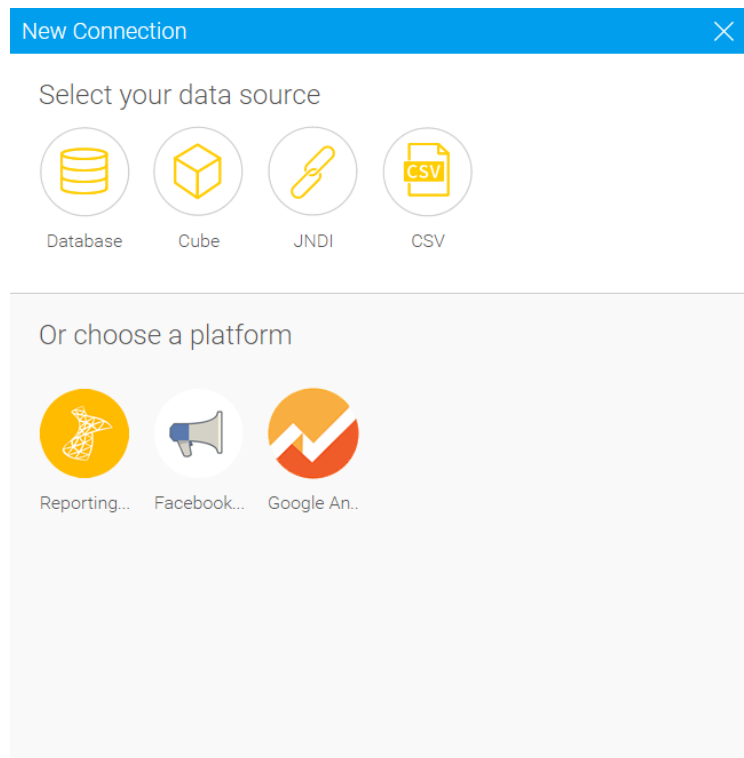 New Connection
Select your data source
CSV
Database Cube JNDI CSV
Or choose a platform
Reporting... Facebook... Google An..